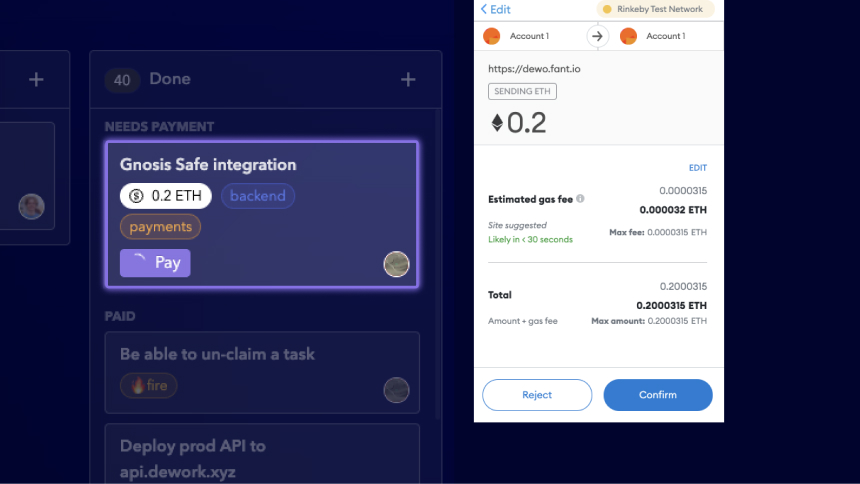 40 Done
NEEDS PAYMENT
Gnosis Safe integration
0.2 ETH backend
payments
Pay
PAID
Be able to un-claim a task
fire
Deploy prod API to
api.dework.xyz
Edit
Rinkeby Test Network
Account 1
Account 1
https://dewo.fant.io
SENDING ETH
0.2
EDIT
0.0000315
Estimated gas fee
0.000032 ETH
Site suggested
Likely in < 30 seconds
Max fee: 0.0000315 ETH
0.2000315
Total
0.2000315 ETH
Amount + gas fee
Max amount: 0.2000315 ETH
Reject
Confirm